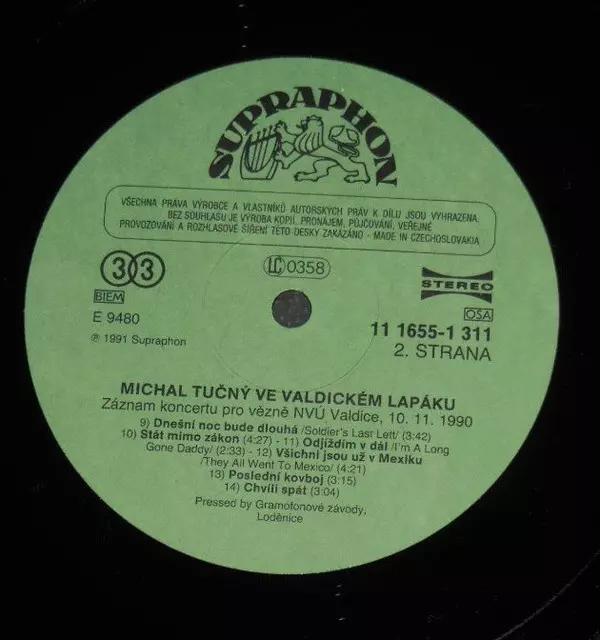 SUPRAPHON
VŠECHNA PRÁVA VÝROBCE A VLASTNÍKŮ AUTORSKÝCH PRÁV K DÍLU JSOU VYHRAZENA.
BEZ SOUHLASU JE VÝROBA KOPIÍ, PRONÁJEM, PŮJČOVÁNÍ, VEŘEJNÉ
PROVOZOVÁNÍ A ROZHLASOVÉ ŠÍŘENÍ TÉTO DESKY ZAKÁZÁNO - MADE IN CZECHOSLOVAKIA
33
LC 0358
STEREO
BIEM
OSA
E 9480
11 1655-1 311
℗ 1991 Supraphon
2. STRANA
MICHAL TUČNÝ VE VALDICKÉM LAPÁKU
Záznam koncertu pro vězně NVÚ Valdice, 10. 11. 1990
9) Dnešní noc bude dlouhá /Soldier's Last Lett/ (3:42)
10) Stát mimo zákon (4:27) - 11) Odjíždím v dál /I'm A Long
Gone Daddy/ (2:33) - 12) Všichni jsou už v Mexiku
/They All Went To Mexico/ (4:21)
13) Poslední kovboj (3:15)
14) Chvíli spát (3:04)
Pressed by Gramofonové závody,
Loděnice